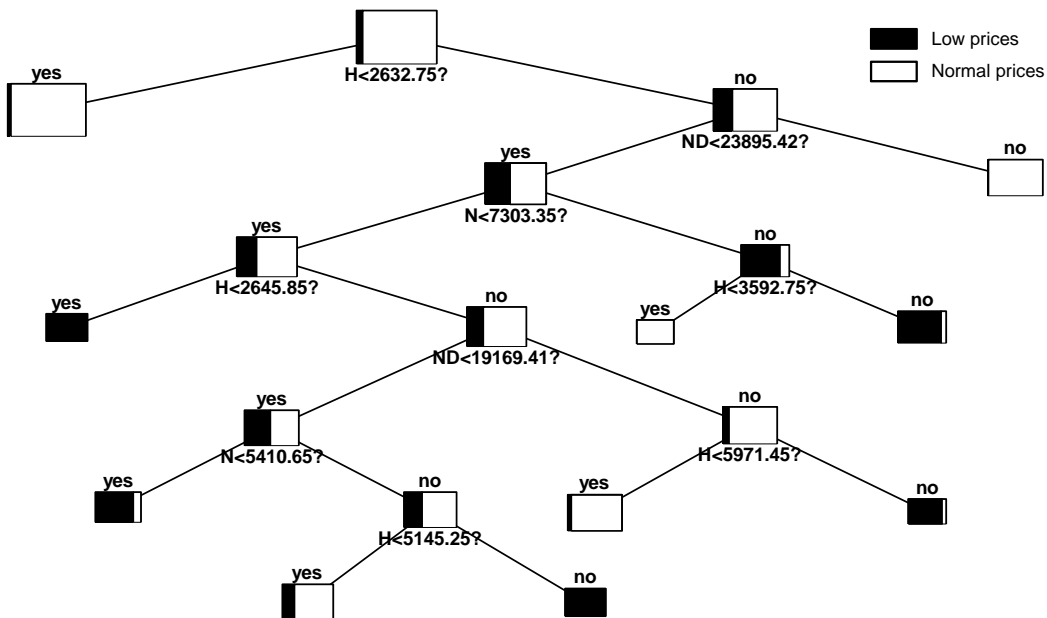 Low prices
yes
Normal prices
H<2632.75?
no
ND<23895.42?
yes
no
N<7303.35?
yes
no
H<2645.85?
H<3592.75?
yes
no
yes
no
ND<19169.41?
yes
no
N<5410.65?
H<5971.45?
yes
no
yes
no
H<5145.25?
yes
no